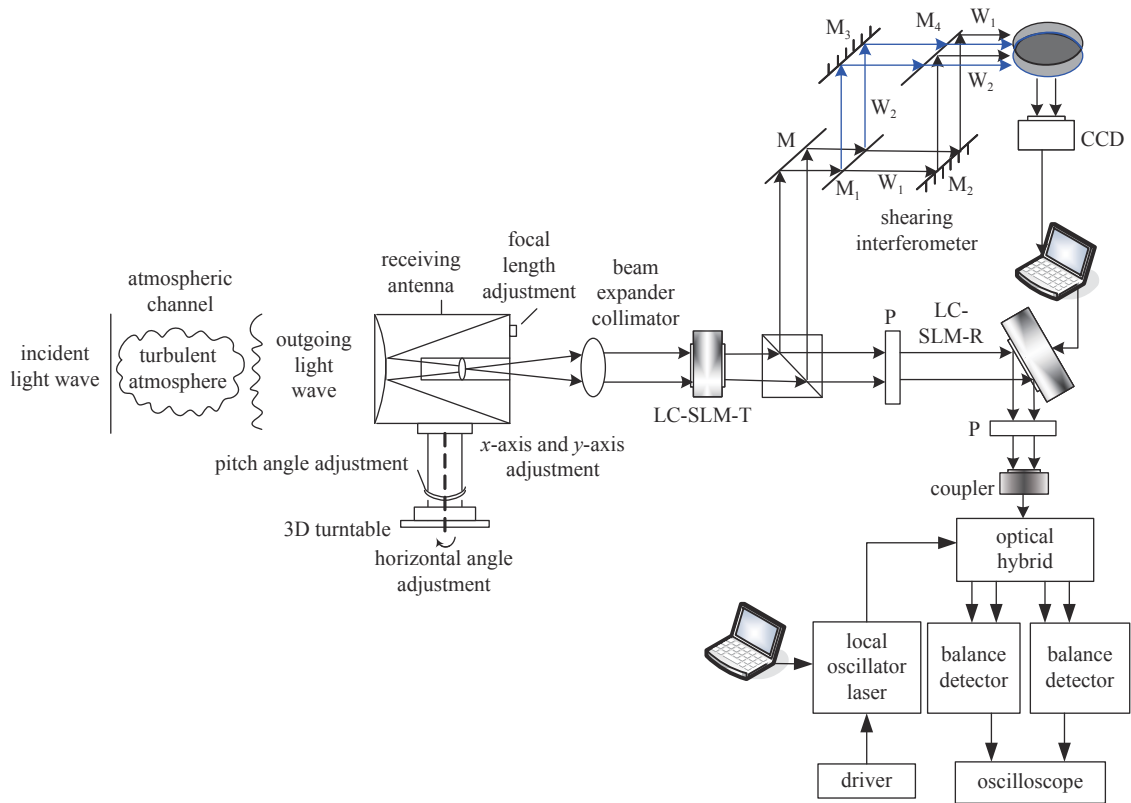 M₃
M₄
W₁
W₂
W₂
CCD
M
M₁
W₁
M₂
shearing
interferometer
focal
length
adjustment
receiving
antenna
beam
expander
collimator
atmospheric
channel
incident
light wave
turbulent
atmosphere
outgoing
light
wave
LC-SLM-T
P
LC-
SLM-R
P
x-axis and y-axis
adjustment
pitch angle adjustment
3D turntable
horizontal angle
adjustment
coupler
optical
hybrid
local
oscillator
laser
balance
detector
balance
detector
driver
oscilloscope